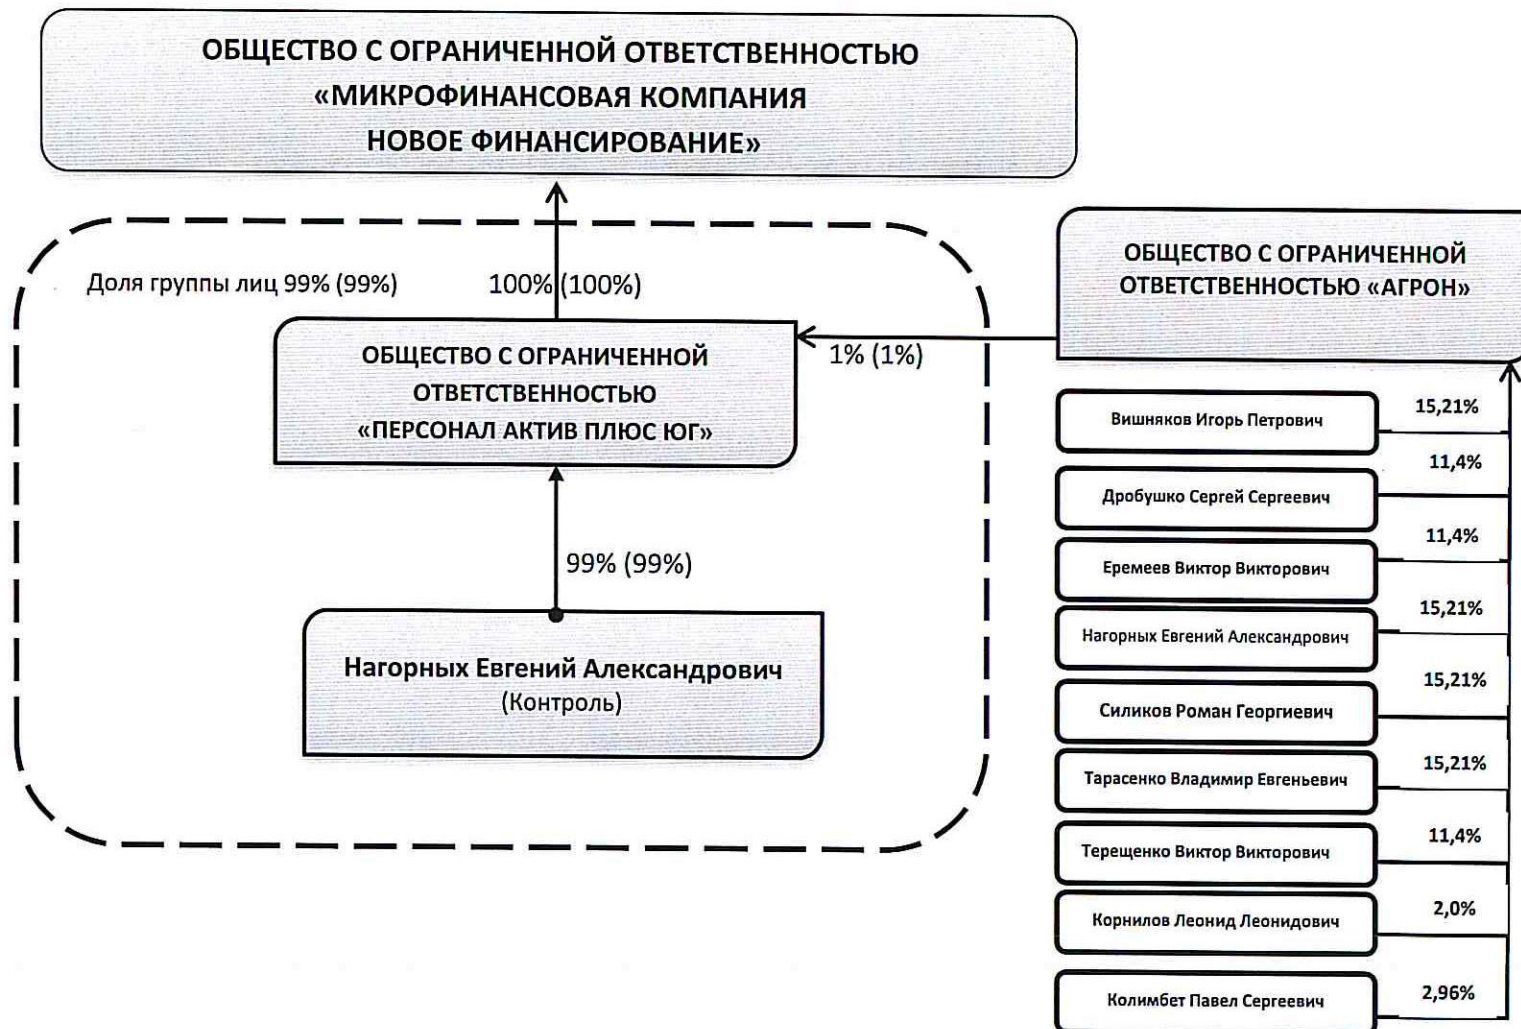 ОБЩЕСТВО С ОГРАНИЧЕННОЙ ОТВЕТСТВЕННОСТЬЮ
«МИКРОФИНАНСОВАЯ КОМПАНИЯ
НОВОЕ ФИНАНСИРОВАНИЕ»
Доля группы лиц 99% (99%)
100% (100%)
ОБЩЕСТВО С ОГРАНИЧЕННОЙ
ОТВЕТСТВЕННОСТЬЮ
«ПЕРСОНАЛ АКТИВ ПЛЮС ЮГ»
99% (99%)
Нагорных Евгений Александрович
(Контроль)
1% (1%)
ОБЩЕСТВО С ОГРАНИЧЕННОЙ
ОТВЕТСТВЕННОСТЬЮ «АГРОН»
Вишняков Игорь Петрович
15,21%
Дробушко Сергей Сергеевич
11,4%
Еремеев Виктор Викторович
11,4%
Нагорных Евгений Александрович
15,21%
Силиков Роман Георгиевич
15,21%
Тарасенко Владимир Евгеньевич
15,21%
Терещенко Виктор Викторович
11,4%
Корнилов Леонид Леонидович
2,0%
Колимбет Павел Сергеевич
2,96%